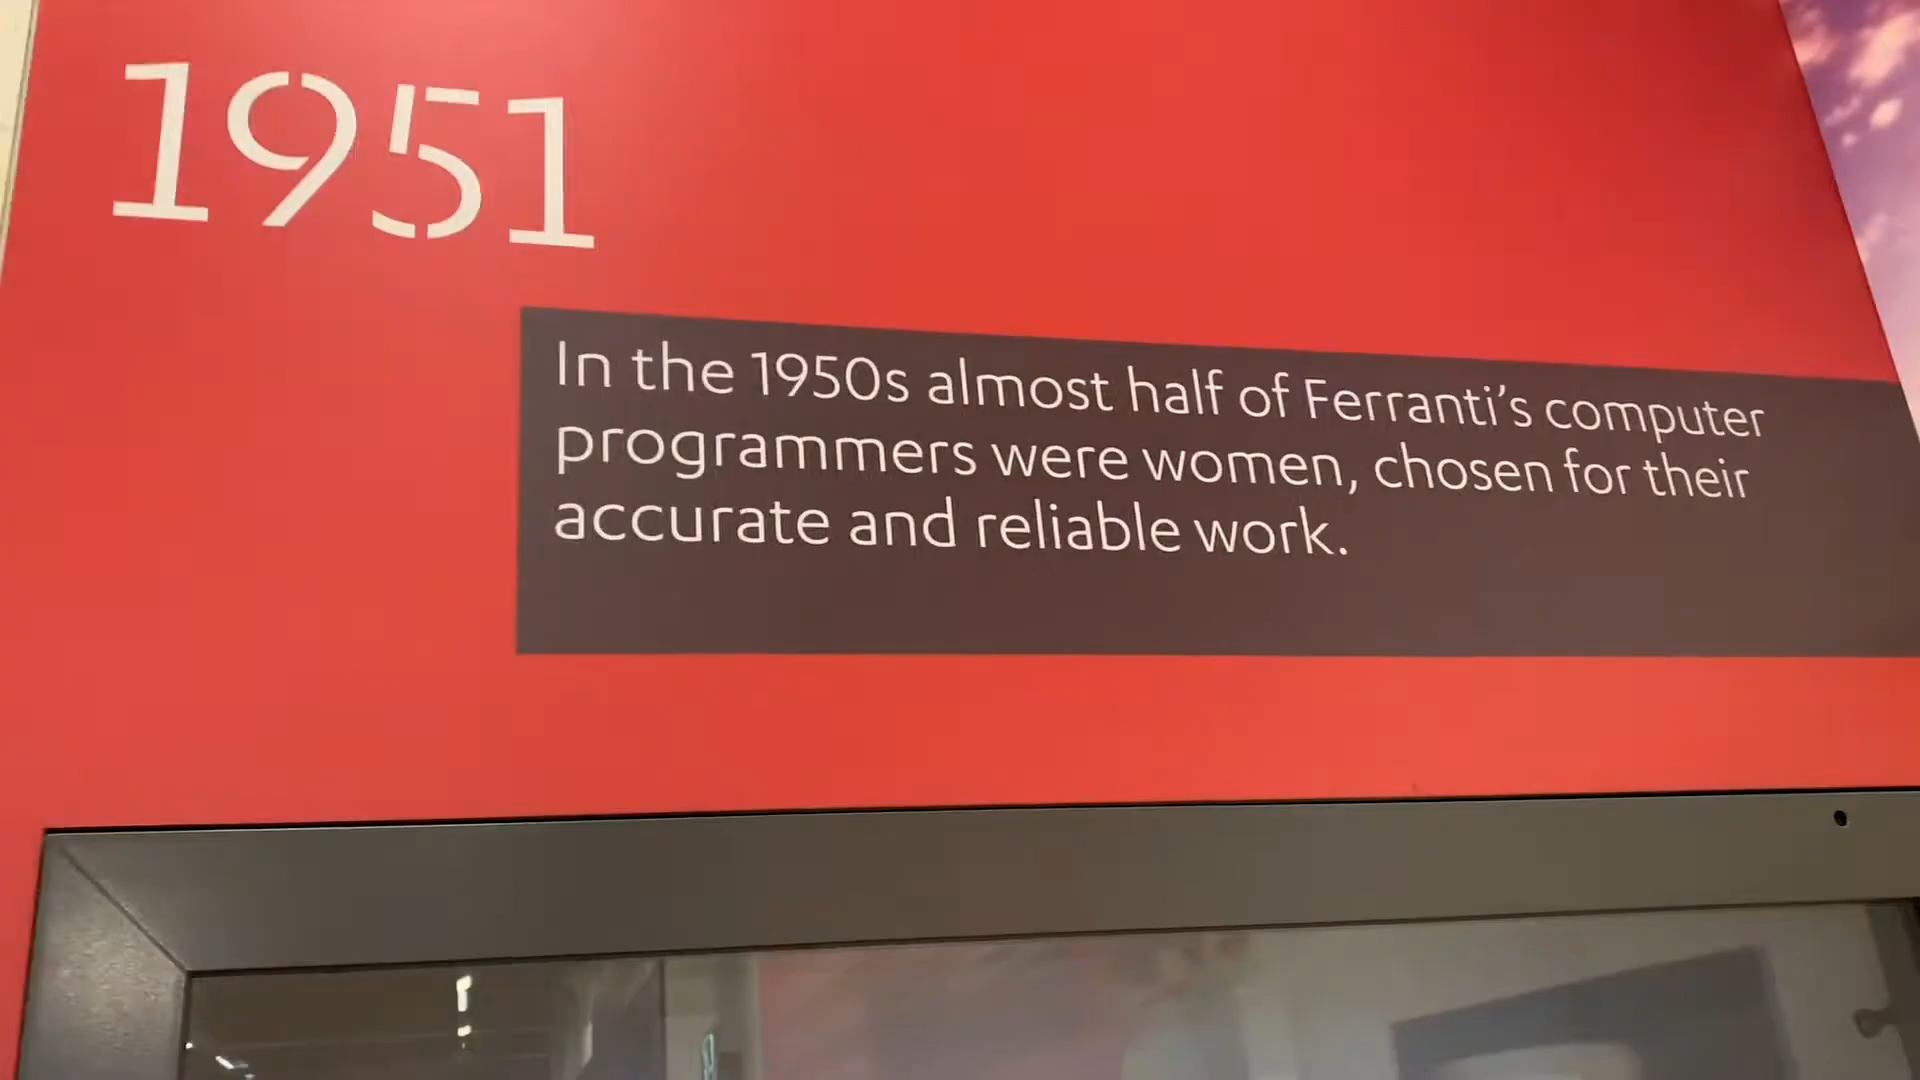 1951
In the 1950s almost half of Ferranti’s computer
programmers were women, chosen for their
accurate and reliable work.